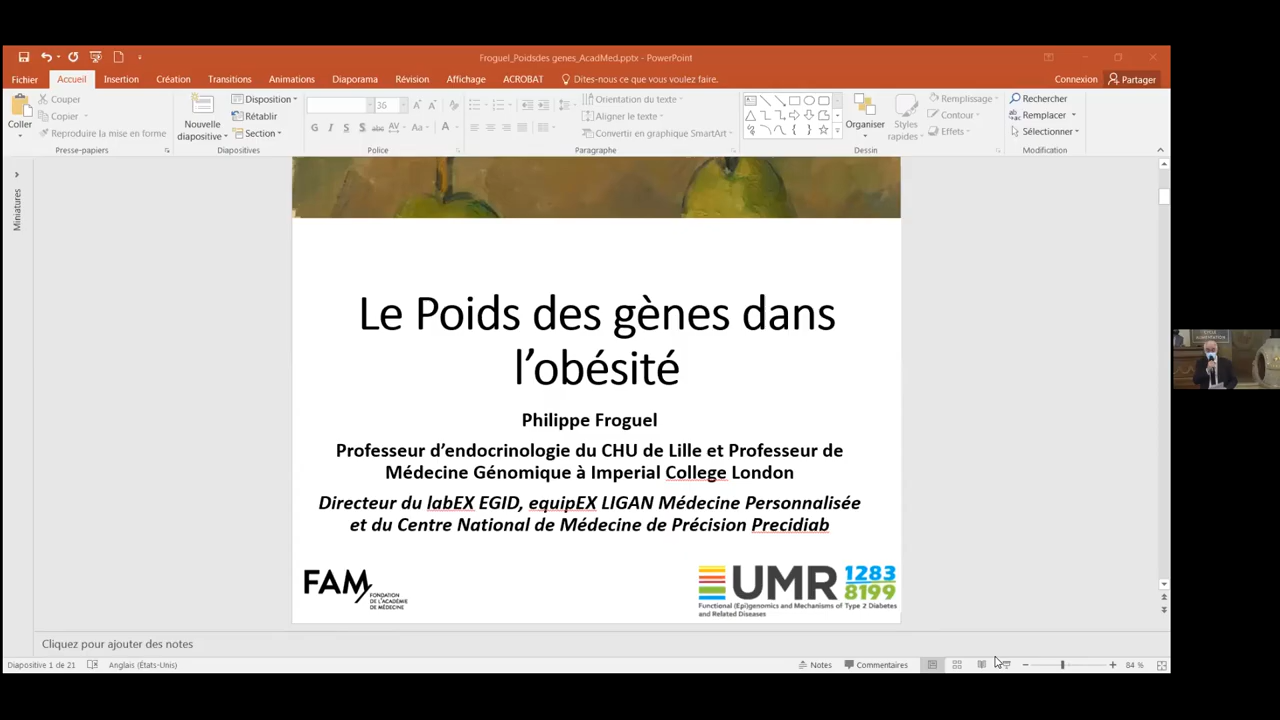 Froguel_Poidsdes genes_AcadMed.pptx - PowerPoint
Fichier Accueil Insertion Création Transitions Animations Diaporama Révision Affichage ACROBAT Dites-nous ce que vous voulez faire. Connexion Partager
Coller
Couper
Copier
Reproduire la mise en forme
Presse-papiers
Nouvelle
diapositive
Disposition
Rétablir
Section
Diapositives
36
G I S S abc AV Aa A
Police
Orientation du texte
Aligner le texte
Convertir en graphique SmartArt
Paragraphe
Organiser
Styles
rapides
Remplissage
Contour
Effets
Dessin
Rechercher
Remplacer
Sélectionner
Modification
Miniatures
Le Poids des gènes dans
l'obésité
Philippe Froguel
Professeur d'endocrinologie du CHU de Lille et Professeur de
Médecine Génomique à Imperial College London
Directeur du labEX EGID, equipEX LIGAN Médecine Personnalisée
et du Centre National de Médecine de Précision Precidiab
FAM
FONDATION
DE L'ACADÉMIE
DE MÉDECINE
UMR 1283
8199
Functional (Epi)genomics and Mechanisms of Type 2 Diabetes
and Related Diseases
Cliquez pour ajouter des notes
Diapositive 1 de 21 Anglais (États-Unis) Notes Commentaires 84 %